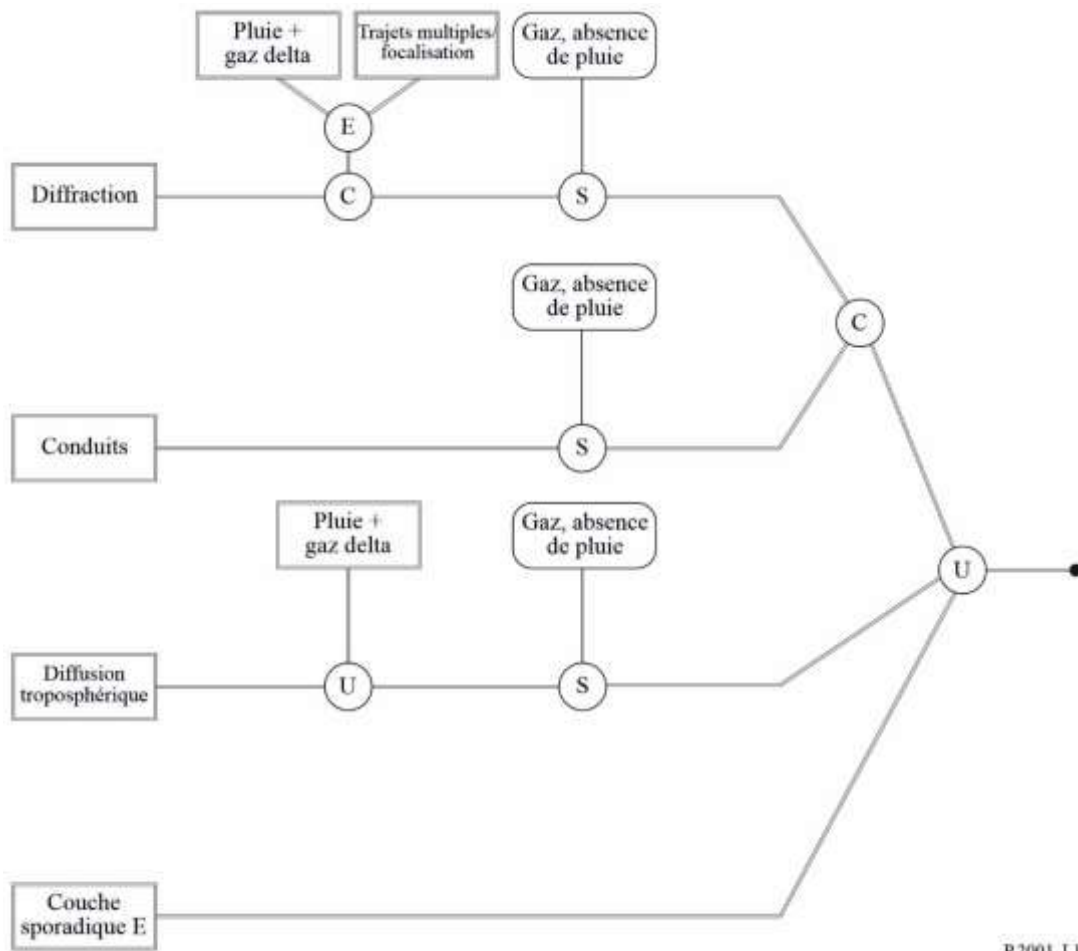 Pluie +
gaz delta
Trajets multiples/
focalisation
Gaz, absence
de pluie
E
Diffraction
C
S
Gaz, absence
de pluie
C
Conduits
S
Pluie +
gaz delta
Gaz, absence
de pluie
U
Diffusion
troposphérique
U
S
Couche
sporadique E